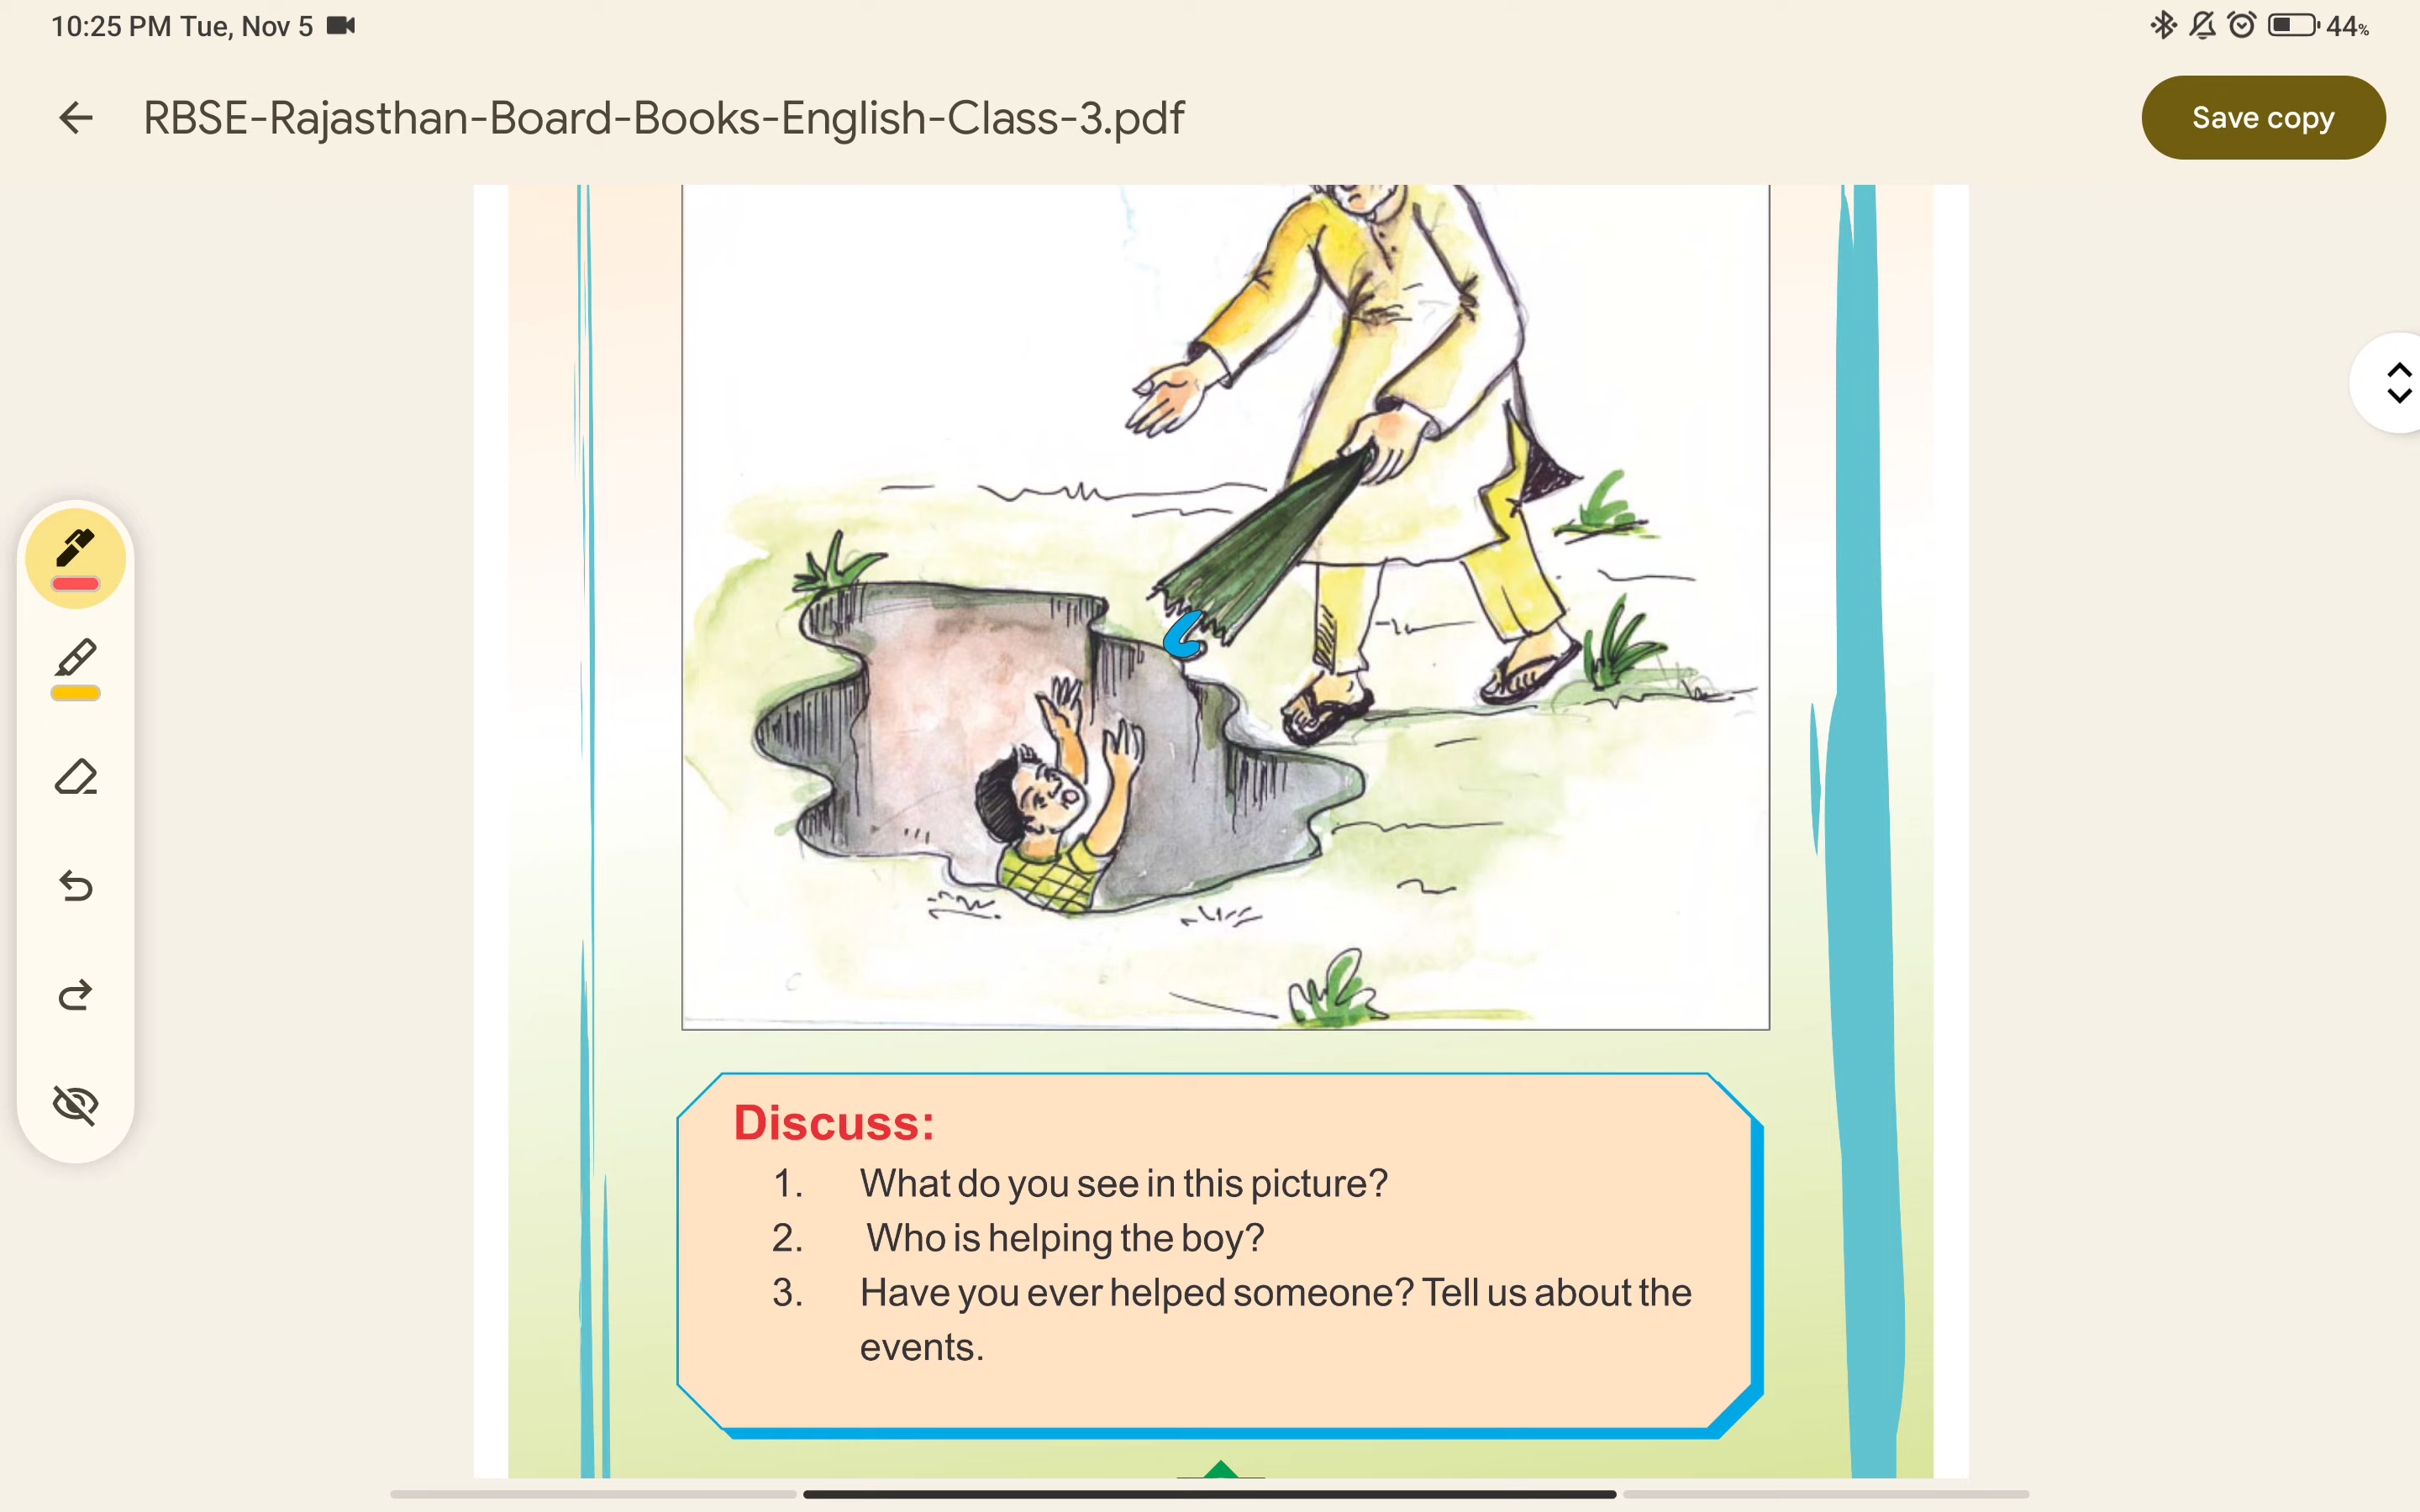 10:25 PM Tue, Nov 5
44%
RBSE-Rajasthan-Board-Books-English-Class-3.pdf
Save copy
Discuss:
1. What do you see in this picture?
2. Who is helping the boy?
3. Have you ever helped someone? Tell us about the
events.